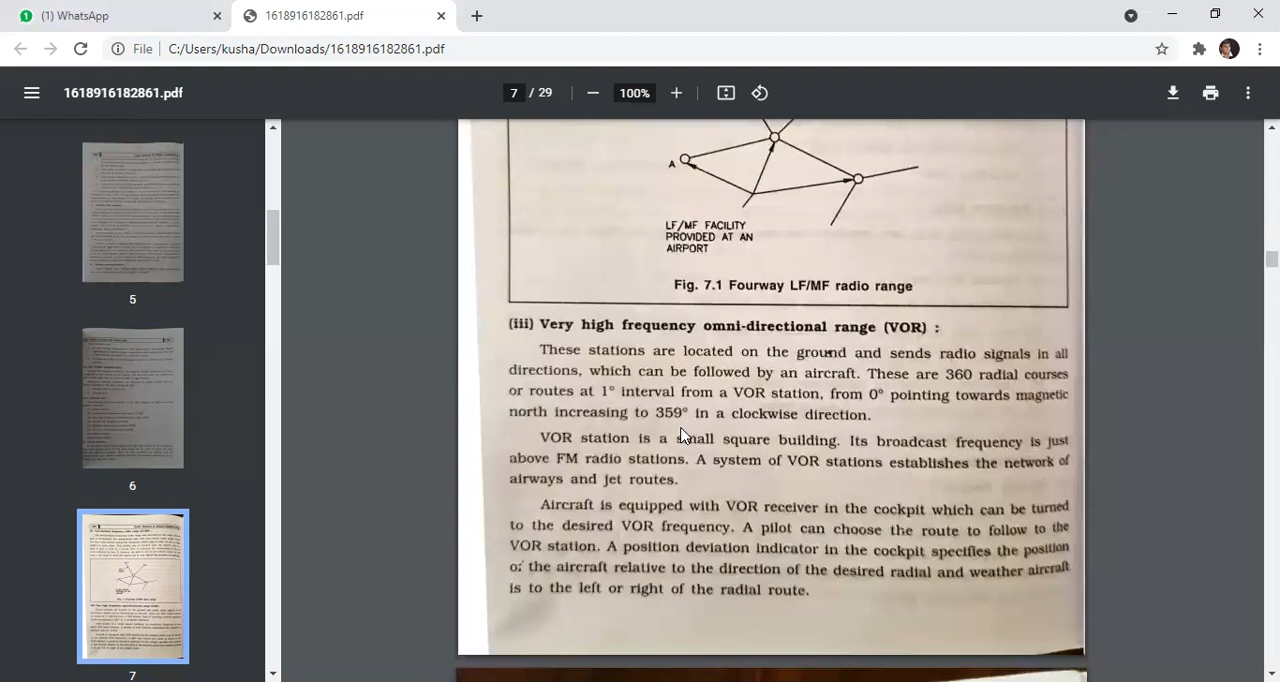 (1) WhatsApp
1618916182861.pdf
File C:/Users/kusha/Downloads/1618916182861.pdf
1618916182861.pdf
7 / 29
100%
5
6
7
A
LF/MF FACILITY
PROVIDED AT AN
AIRPORT
Fig. 7.1 Fourway LF/MF radio range
(iii) Very high frequency omni-directional range (VOR) :
These stations are located on the ground and sends radio signals in all
directions, which can be followed by an aircraft. These are 360 radial courses
or routes at 1° interval from a VOR station, from 0° pointing towards magnetic
north increasing to 359° in a clockwise direction.
VOR station is a small square building. Its broadcast frequency is just
above FM radio stations. A system of VOR stations establishes the network of
airways and jet routes.
Aircraft is equipped with VOR receiver in the cockpit which can be turned
to the desired VOR frequency. A pilot can choose the route to follow to the
VOR station. A position deviation indicator in the cockpit specifies the position
of the aircraft relative to the direction of the desired radial and weather aircraft
is to the left or right of the radial route.